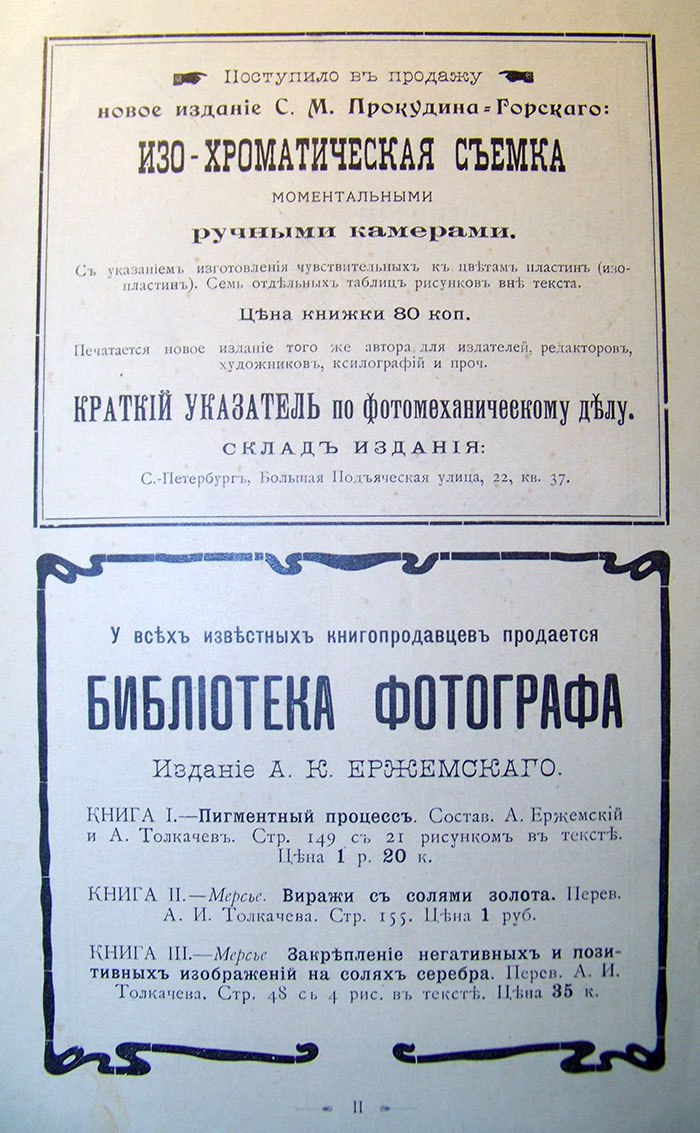 Поступило въ продажу
новое изданіе С. М. Прокудина-Горскаго:
ИЗО-ХРОМАТИЧЕСКАЯ СЪЕМКА
МОМЕНТАЛЬНЫМИ
ручными камерами.
Съ указаніемъ изготовленія чувствительныхъ къ цвѣтамъ пластинъ (изо-
пластинъ). Семь отдѣльныхъ таблицъ рисунковъ внѣ текста.
Цѣна книжки 80 коп.
Печатается новое изданіе того же автора для издателей, редакторовъ,
художниковъ, ксилографій и проч.
КРАТКІЙ УКАЗАТЕЛЬ по фотомеханическому дѣлу.
СКЛАДЪ ИЗДАНІЯ:
С.-Петербургъ, Большая Подъяческая улица, 22, кв. 37.
У всѣхъ извѣстныхъ книгопродавцевъ продается
БИБЛІОТЕКА ФОТОГРАФА
Изданіе А. К. ЕРЖЕМСКАГО.
КНИГА I.—Пигментный процессъ. Состав. А. Ержемскій
и А. Толкачевъ. Стр. 149 съ 21 рисункомъ въ текстѣ.
Цѣна 1 р. 20 к.
КНИГА II.—Мерсье. Виражи съ солями золота. Перев.
А. И. Толкачева. Стр. 155. Цѣна 1 руб.
КНИГА III.—Мерсье Закрѣпленіе негативныхъ и пози-
тивныхъ изображеній на соляхъ серебра. Перев. А. И.
Толкачева. Стр. 48 съ 4 рис. въ текстѣ. Цѣна 35 к.
II